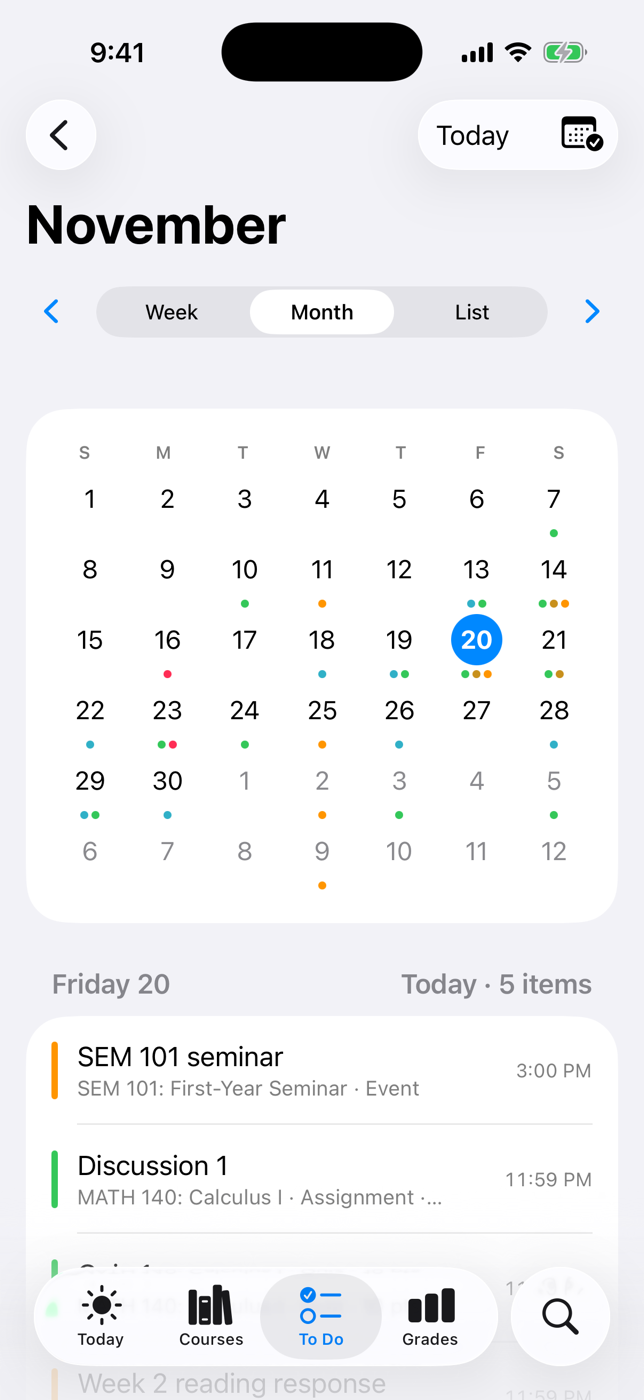 9:41
Today
November
Week Month List
S M T W T F S
1 2 3 4 5 6 7
8 9 10 11 12 13 14
15 16 17 18 19 20 21
22 23 24 25 26 27 28
29 30 1 2 3 4 5
6 7 8 9 10 11 12
Friday 20 Today · 5 items
SEM 101 seminar
3:00 PM
SEM 101: First-Year Seminar · Event
Discussion 1
11:59 PM
MATH 140: Calculus I · Assignment ·…
Today Courses To Do Grades
Week 2 reading response
11:59 PM